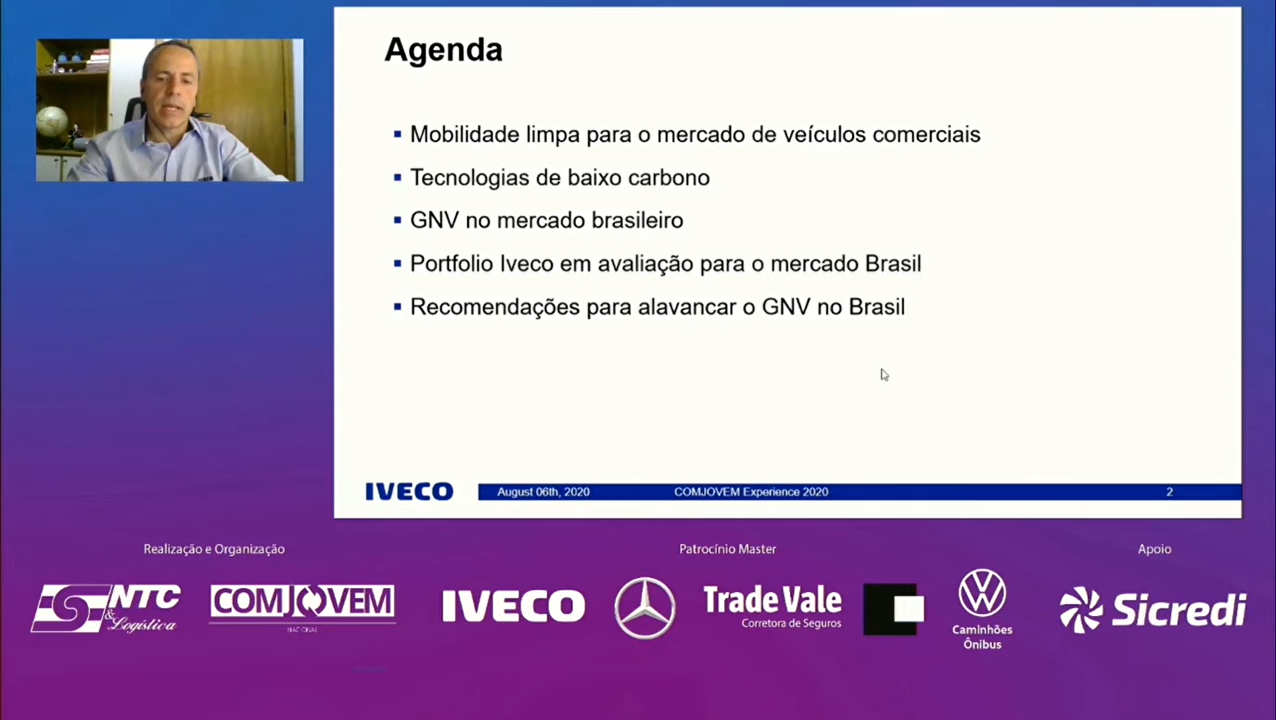 Agenda
Mobilidade limpa para o mercado de veículos comerciais
Tecnologias de baixo carbono
GNV no mercado brasileiro
Portfolio Iveco em avaliação para o mercado Brasil
Recomendações para alavancar o GNV no Brasil
IVECO August 06th, 2020 COMJOVEM Experience 2020 2
Realização e Organização Patrocínio Master Apoio
NTC & Logística
COMJOVEM
NACIONAL
IVECO
Trade Vale
Corretora de Seguros
Caminhões
Ônibus
Sicredi